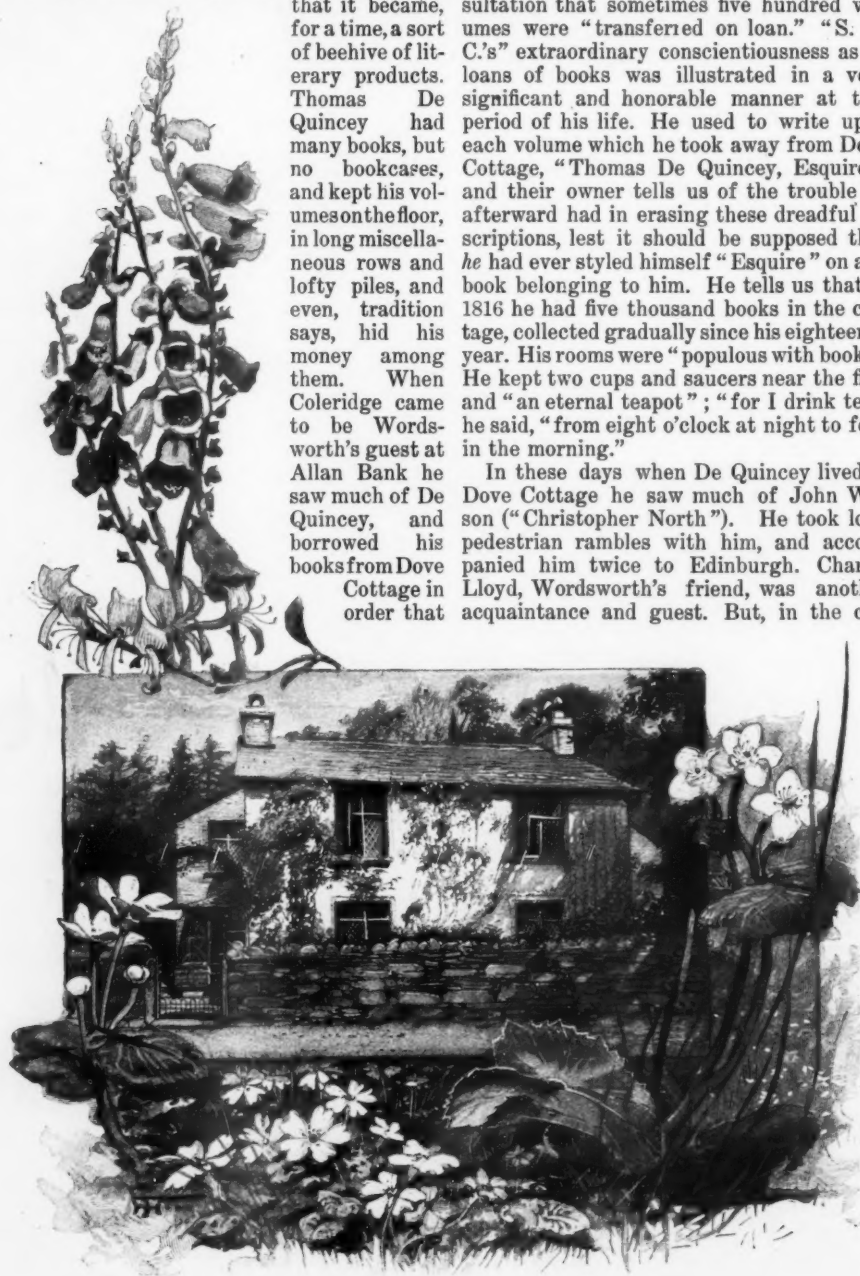 that it became,
for a time, a sort
of beehive of lit-
erary products.
Thomas De
Quincey had
many books, but
no bookcases,
and kept his vol-
umes on the floor,
in long miscella-
neous rows and
lofty piles, and
even, tradition
says, hid his
money among
them. When
Coleridge came
to be Words-
worth's guest at
Allan Bank he
saw much of De
Quincey, and
borrowed his
books from Dove
Cottage in
order that
sultation that sometimes five hundred v
umes were "transferred on loan." "S.
C.'s" extraordinary conscientiousness as
loans of books was illustrated in a ve
significant and honorable manner at t
period of his life. He used to write up
each volume which he took away from Do
Cottage, "Thomas De Quincey, Esquire
and their owner tells us of the trouble
afterward had in erasing these dreadful
scriptions, lest it should be supposed th
he had ever styled himself "Esquire" on a
book belonging to him. He tells us that
1816 he had five thousand books in the c
tage, collected gradually since his eighteen
year. His rooms were "populous with book
He kept two cups and saucers near the fi
and "an eternal teapot"; "for I drink te
he said, "from eight o'clock at night to fo
in the morning."
In these days when De Quincey lived
Dove Cottage he saw much of John W
son ("Christopher North"). He took lo
pedestrian rambles with him, and acco
panied him twice to Edinburgh. Char
Lloyd, Wordsworth's friend, was anot
acquaintance and guest. But, in the c